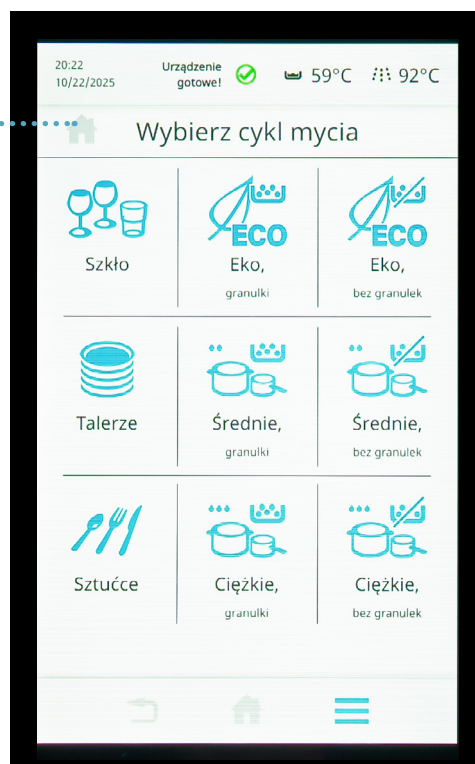 20:22
10/22/2025
Urządzenie
gotowe!
59°C
92°C
Wybierz cykl mycia
ECO
ECO
Szkło
Eko,
granulki
Eko,
bez granulek
Talerze
Średnie,
granulki
Średnie,
bez granulek
Sztućce
Ciężkie,
granulki
Ciężkie,
bez granulek